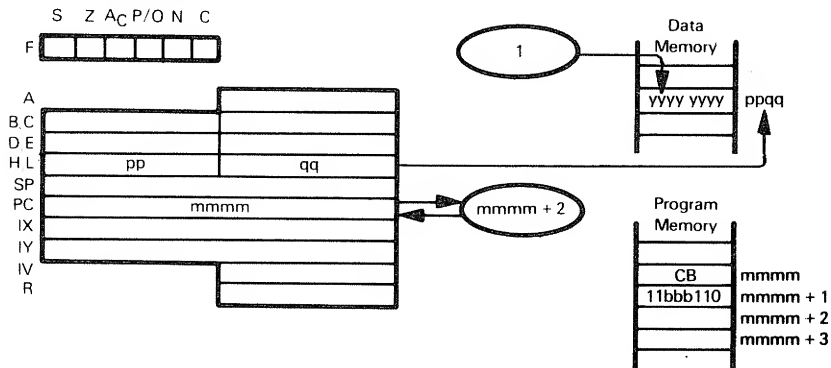 S Z AC P/O N C
F
1
Data
Memory
yyyy yyyy
ppqq
A
B,C
D,E
H,L
pp
qq
SP
PC
mmmm
mmmm + 2
IX
IY
IV
R
Program
Memory
CB
mmmm
11bbb110
mmmm + 1
mmmm + 2
mmmm + 3